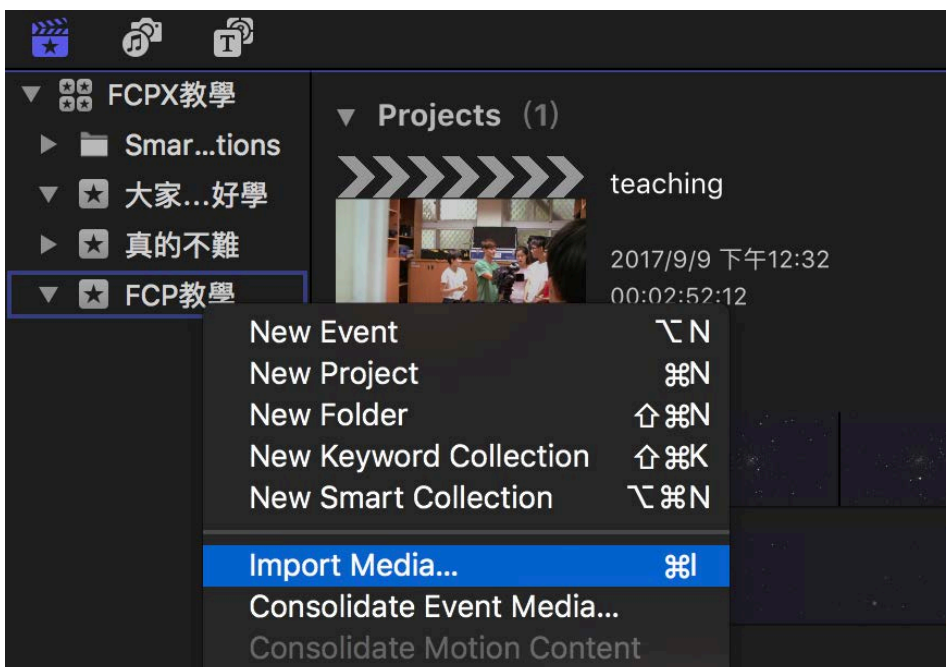 FCPX教學
Smar...tions
大家...好學
真的不難
FCP教學
Projects (1)
teaching
2017/9/9 下午12:32
00:02:52:12
New Event ⌥N
New Project ⌘N
New Folder ⇧⌘N
New Keyword Collection ⇧⌘K
New Smart Collection ⌥⌘N
Import Media... ⌘I
Consolidate Event Media...
Consolidate Motion Content